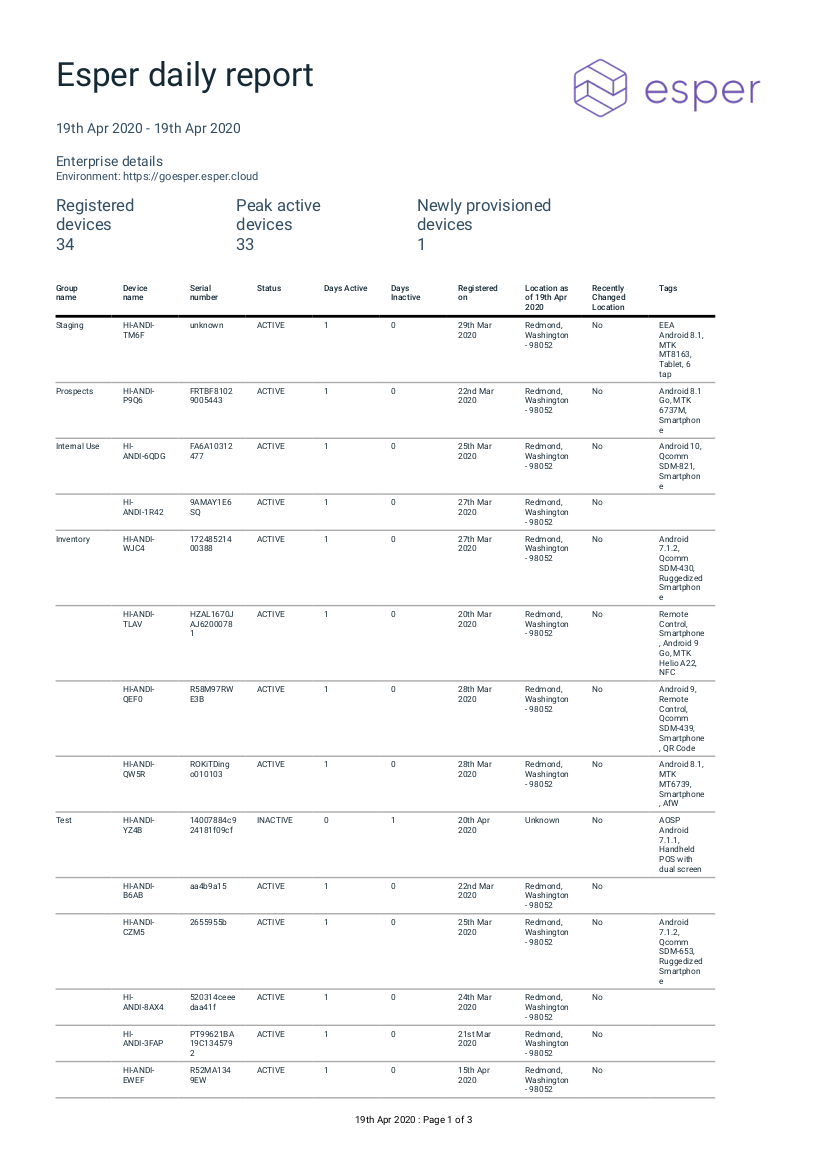 Esper daily report
esper
19th Apr 2020 - 19th Apr 2020
Enterprise details
Environment: https://goesper.esper.cloud
Registered devices 34
Peak active devices 33
Newly provisioned devices 1
Group name Device name Serial number Status Days Active Days Inactive Registered on Location as of 19th Apr 2020 Recently Changed Location Tags
Staging HI-ANDI-TM6F unknown ACTIVE 1 0 29th Mar 2020 Redmond, Washington - 98052 No EEA Android 8.1, MTK MT8163, Tablet, 6 tap
Prospects HI-ANDI-P9Q6 FRTBF81029005443 ACTIVE 1 0 22nd Mar 2020 Redmond, Washington - 98052 No Android 8.1 Go, MTK 6737M, Smartphone
Internal Use HI-ANDI-6QDG FA6A10312477 ACTIVE 1 0 25th Mar 2020 Redmond, Washington - 98052 No Android 10, Qcomm SDM-821, Smartphone
HI-ANDI-1R42 9AMAY1E6SQ ACTIVE 1 0 27th Mar 2020 Redmond, Washington - 98052 No
Inventory HI-ANDI-WJC4 17248521400388 ACTIVE 1 0 27th Mar 2020 Redmond, Washington - 98052 No Android 7.1.2, Qcomm SDM-430, Ruggedized Smartphone
HI-ANDI-TLAV HZAL1670JAJ62000781 ACTIVE 1 0 20th Mar 2020 Redmond, Washington - 98052 No Remote Control, Smartphone, Android 9 Go, MTK Helio A22, NFC
HI-ANDI-QEF0 R58M97RWE3B ACTIVE 1 0 28th Mar 2020 Redmond, Washington - 98052 No Android 9, Remote Control, Qcomm SDM-439, Smartphone, QR Code
HI-ANDI-QW5R ROKiTDingo010103 ACTIVE 1 0 28th Mar 2020 Redmond, Washington - 98052 No Android 8.1, MTK MT6739, Smartphone, AfW
Test HI-ANDI-YZ4B 14007884c924181f09cf INACTIVE 0 1 20th Apr 2020 Unknown No AOSP Android 7.1.1, Handheld POS with dual screen
HI-ANDI-B6AB aa4b9a15 ACTIVE 1 0 22nd Mar 2020 Redmond, Washington - 98052 No
HI-ANDI-CZM5 2655955b ACTIVE 1 0 25th Mar 2020 Redmond, Washington - 98052 No Android 7.1.2, Qcomm SDM-653, Ruggedized Smartphone
HI-ANDI-8AX4 520314ceeedaa41f ACTIVE 1 0 24th Mar 2020 Redmond, Washington - 98052 No
HI-ANDI-3FAP PT99621BA19C1345792 ACTIVE 1 0 21st Mar 2020 Redmond, Washington - 98052 No
HI-ANDI-EWEF R52MA1349EW ACTIVE 1 0 15th Apr 2020 Redmond, Washington - 98052 No
19th Apr 2020 : Page 1 of 3